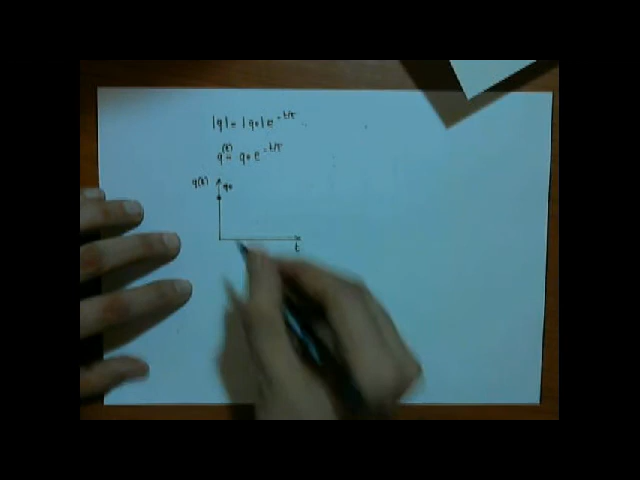 |q| = |q₀| e^{-t/τ}
q(t) = q₀ e^{-t/τ}
q(t) q₀
t